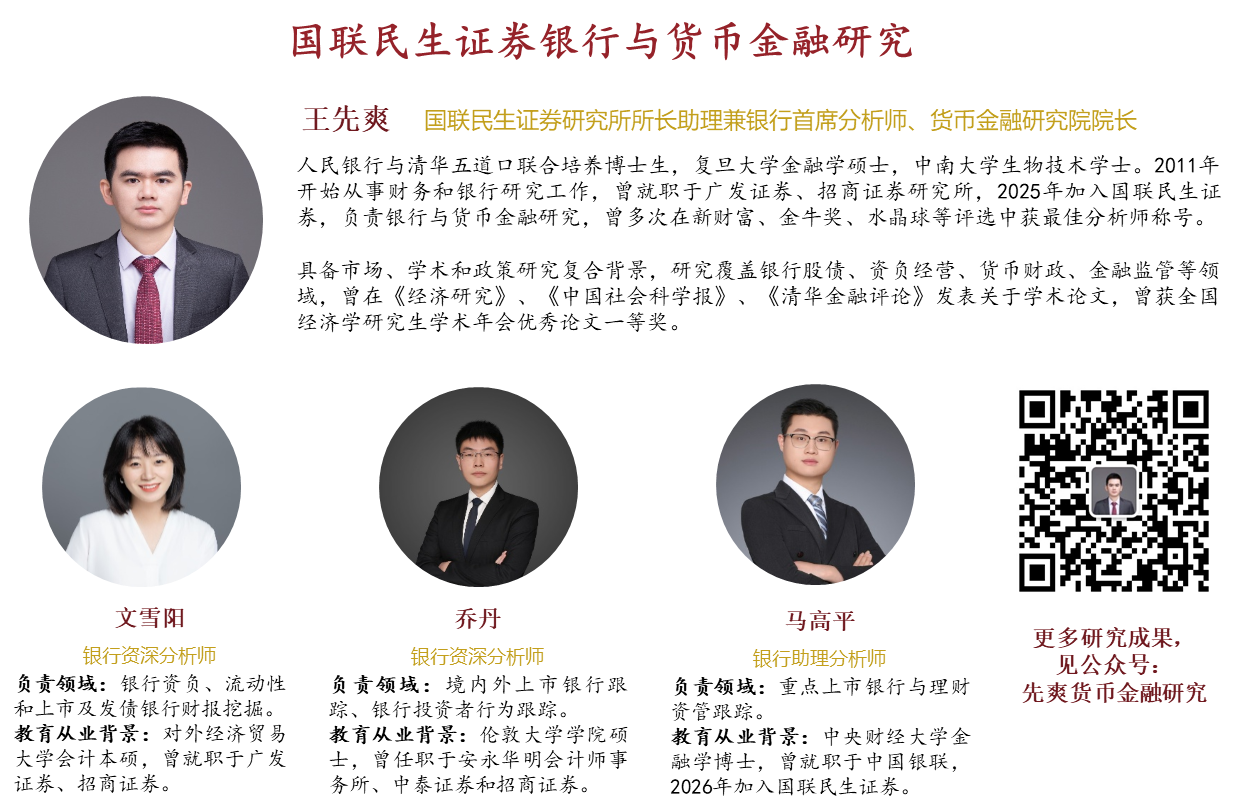 国联民生证券银行与货币金融研究
王先爽 国联民生证券研究所所长助理兼银行首席分析师、货币金融研究院院长
人民银行与清华五道口联合培养博士生，复旦大学金融学硕士，中南大学生物技术学士。2011年
开始从事财务和银行研究工作，曾就职于广发证券、招商证券研究所，2025年加入国联民生证
券，负责银行与货币金融研究，曾多次在新财富、金牛奖、水晶球等评选中获最佳分析师称号。
具备市场、学术和政策研究复合背景，研究覆盖银行股债、资负经营、货币财政、金融监管等领
域，曾在《经济研究》、《中国社会科学报》、《清华金融评论》发表关于学术论文，曾获全国
经济学研究生学术年会优秀论文一等奖。
文雪阳
银行资深分析师
负责领域：银行资负、流动性
和上市及发债银行财报挖掘。
教育从业背景：对外经济贸易
大学会计本硕，曾就职于广发
证券、招商证券。
乔丹
银行资深分析师
负责领域：境内外上市银行跟
踪、银行投资者行为跟踪。
教育从业背景：伦敦大学学院硕
士，曾任职于安永华明会计师事
务所、中泰证券和招商证券。
马高平
银行助理分析师
负责领域：重点上市银行与理财
资管跟踪。
教育从业背景：中央财经大学金
融学博士，曾就职于中国银联，
2026年加入国联民生证券。
更多研究成果，
见公众号：
先爽货币金融研究